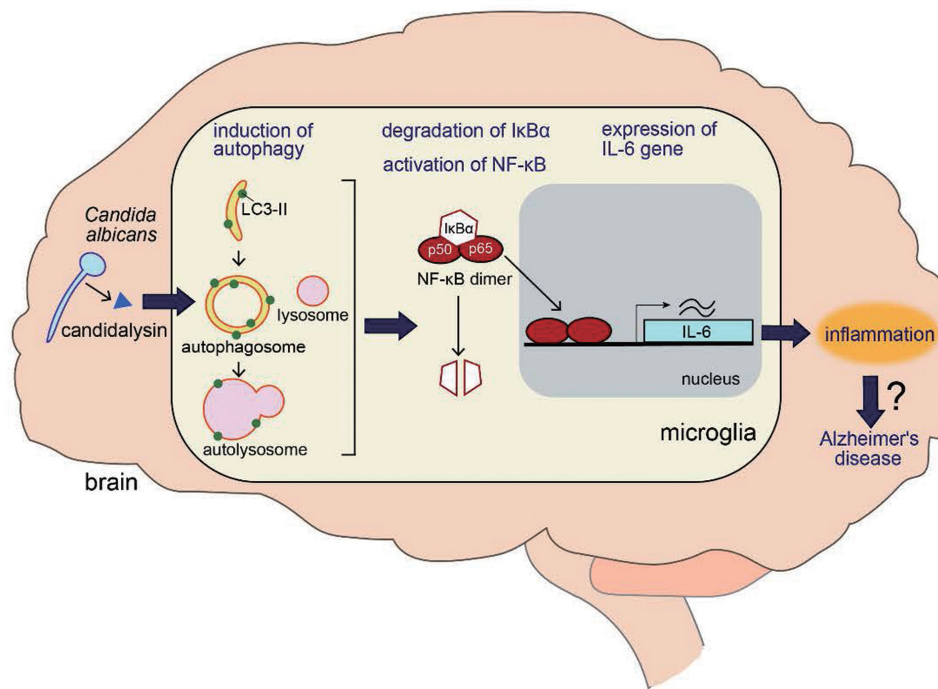 induction of
autophagy
degradation of IκBα
activation of NF-κB
expression of
IL-6 gene
LC3-II
Candida
albicans
candidalysin
lysosome
autophagosome
autolysosome
IκBα
p50
p65
NF-κB dimer
IL-6
nucleus
microglia
inflammation
?
Alzheimer's
disease
brain